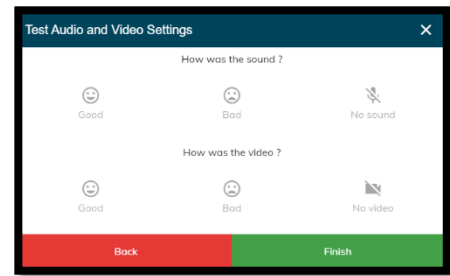 Test Audio and Video Settings
How was the sound ?
Good Bad No sound
How was the video ?
Good Bad No video
Back Finish